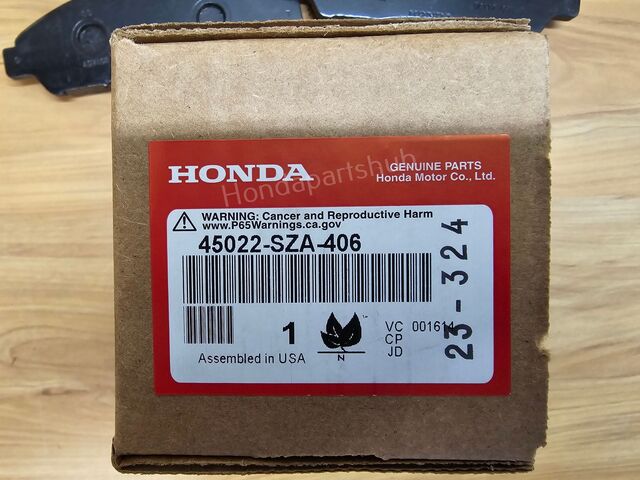 HONDA
GENUINE PARTS
Honda Motor Co., Ltd.
Hondapartshub
WARNING: Cancer and Reproductive Harm
www.P65Warnings.ca.gov
45022-SZA-406
1
VC 001614
CP
JD
N
Assembled in USA
23-324